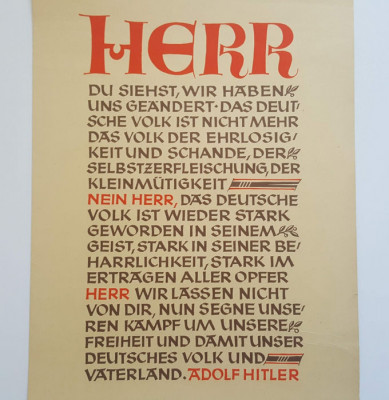 HERR
DU SIEHST, WIR HABEN
UNS GEÄNDERT · DAS DEUT/
SCHE VOLK IST NICHT MEHR
DAS VOLK DER EHRLOSIG/
KEIT UND SCHANDE, DER
SELBSTZERFLEISCHUNG, DER
KLEINMÜTIGKEIT
NEIN HERR, DAS DEUTSCHE
VOLK IST WIEDER STARK
GEWORDEN IN SEINEM
GEIST, STARK IN SEINER BE/
HARRLICHKEIT, STARK IM
ERTRAGEN ALLER OPFER
HERR WIR LASSEN NICHT
VON DIR, NUN SEGNE UNSE/
REN KAMPF UM UNSERE
FREIHEIT UND DAMIT UNSER
DEUTSCHES VOLK UND
VATERLAND. ADOLF HITLER